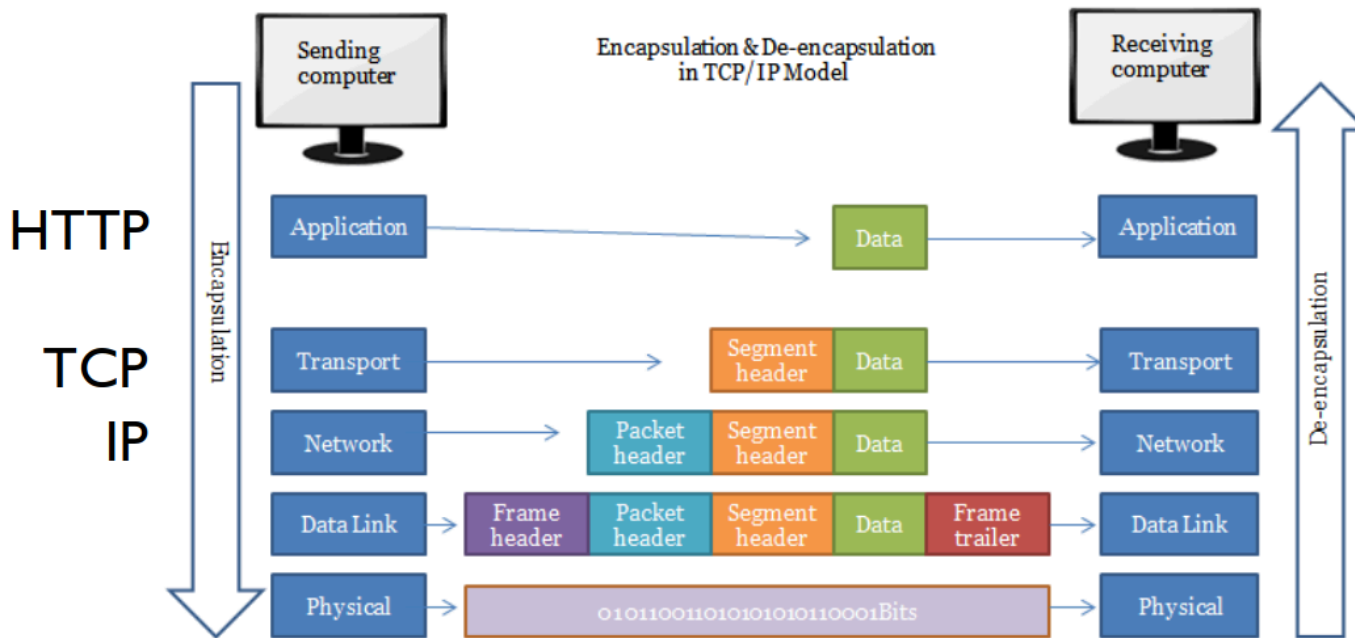 Sending
computer
Encapsulation & De-encapsulation
in TCP/IP Model
Receiving
computer
HTTP
Application
Data
Application
Encapsulation
De-encapsulation
TCP
Transport
Segment
header
Data
Transport
IP
Network
Packet
header
Segment
header
Data
Network
Data Link
Frame
header
Packet
header
Segment
header
Data
Frame
trailer
Data Link
Physical
010110011010101010110001Bits
Physical